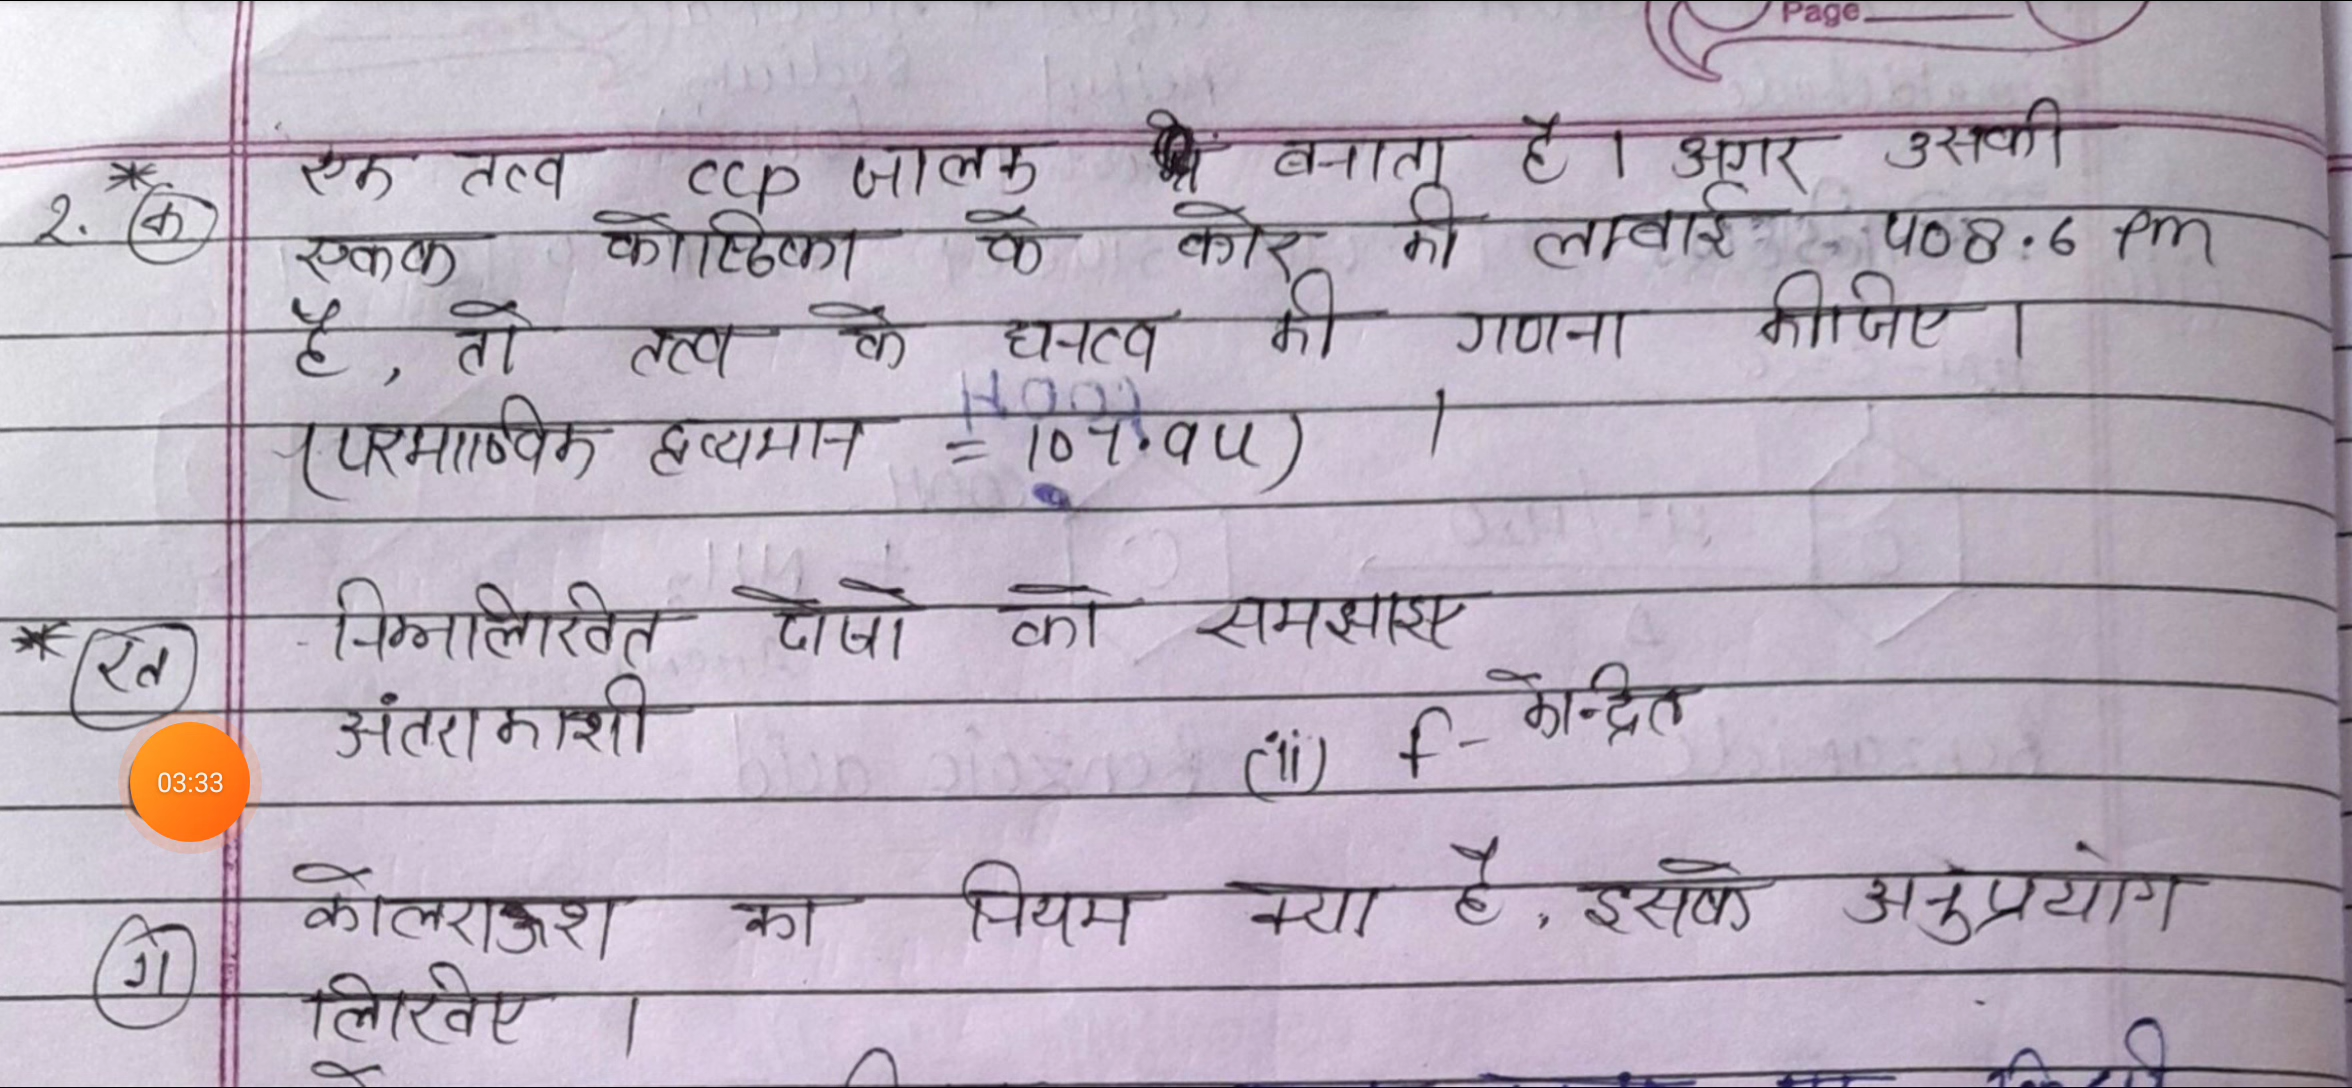 Page
* एक तत्व ccp जालक बनाता है । अगर उसकी
2. (क) एकक कोष्ठिका के कोर की लम्बाई 408.6 pm
है, तो तत्व के घनत्व की गणना कीजिए ।
(परमाण्विक द्रव्यमान = 107.9u) ।
* (ख) निम्नलिखित दोषो को समझाइए
अंतराकाशी (ii) f- केन्द्रित
03:33
(ग) कोलराऊश का नियम क्या है, इसके अनुप्रयोग
लिखिए ।